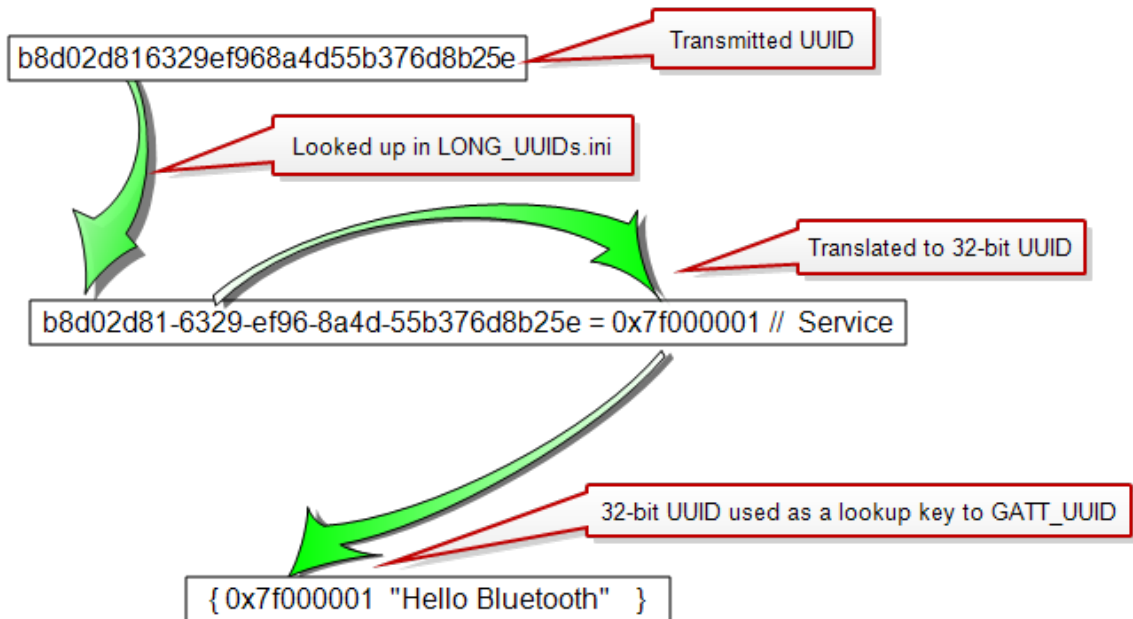 b8d02d816329ef968a4d55b376d8b25e
Transmitted UUID
Looked up in LONG_UUIDs.ini
Translated to 32-bit UUID
b8d02d81-6329-ef96-8a4d-55b376d8b25e = 0x7f000001 // Service
32-bit UUID used as a lookup key to GATT_UUID
{ 0x7f000001 "Hello Bluetooth" }